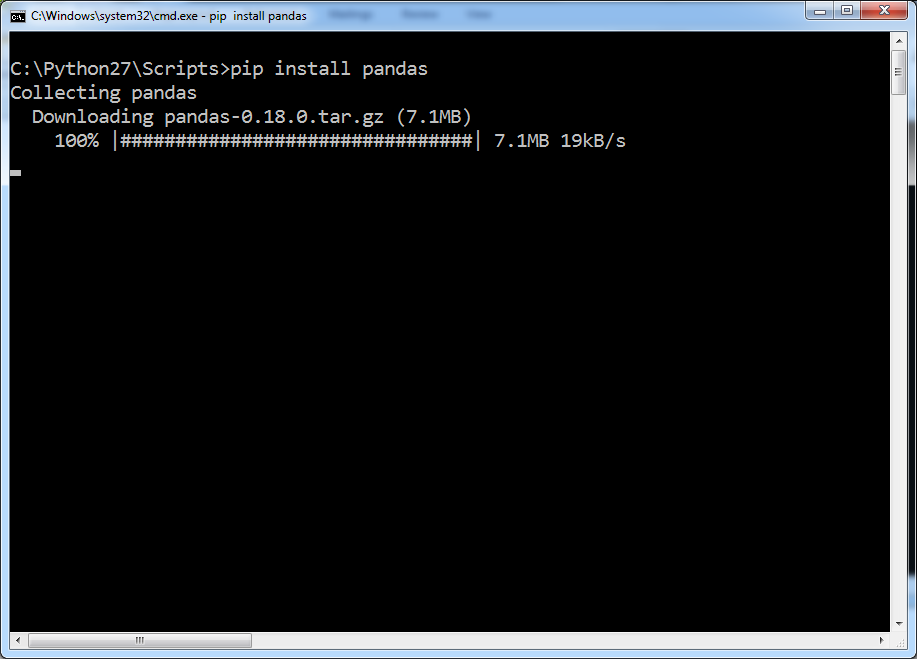 C:\Windows\system32\cmd.exe - pip  install pandas
C:\Python27\Scripts>pip install pandas
Collecting pandas
  Downloading pandas-0.18.0.tar.gz (7.1MB)
    100% |################################| 7.1MB 19kB/s